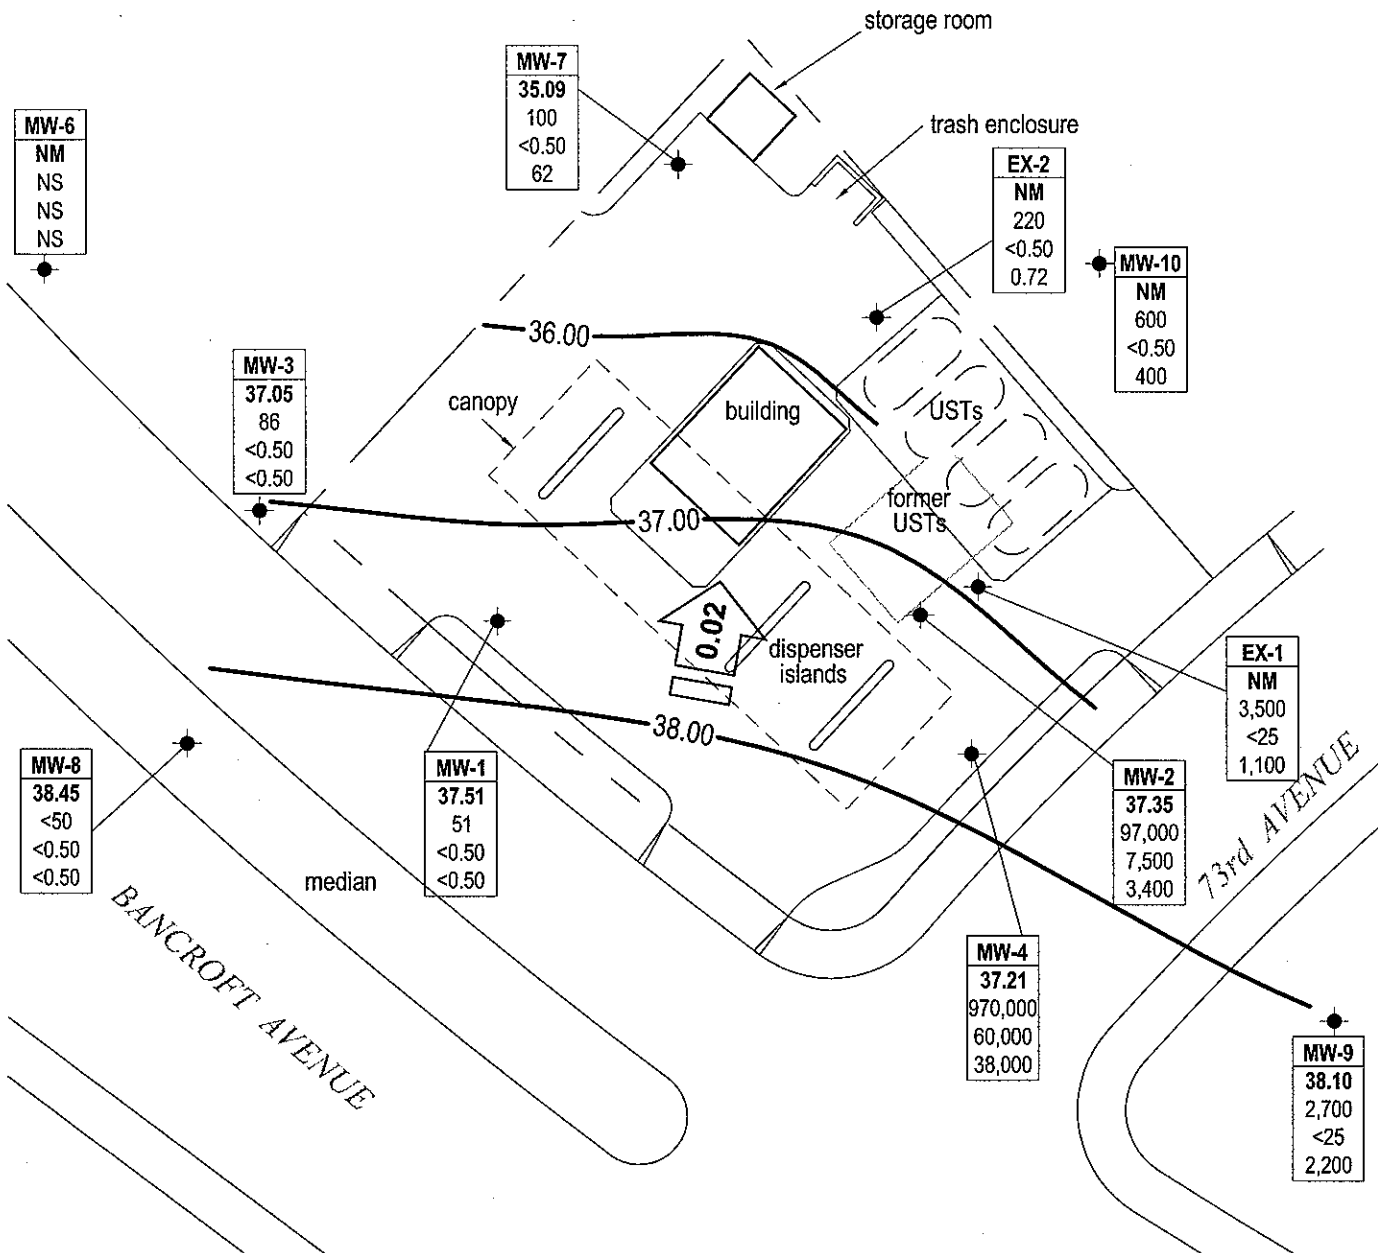 storage room
MW-7
35.09
100
<0.50
62
trash enclosure
MW-6
NM
NS
NS
NS
EX-2
NM
220
<0.50
0.72
MW-10
NM
600
<0.50
400
36.00
MW-3
37.05
86
<0.50
<0.50
canopy
building
USTs
former
USTs
37.00
0.02
dispenser
islands
EX-1
NM
3,500
<25
1,100
38.00
MW-8
38.45
<50
<0.50
<0.50
MW-1
37.51
51
<0.50
<0.50
MW-2
37.35
97,000
7,500
3,400
73rd AVENUE
median
BANCROFT AVENUE
MW-4
37.21
970,000
60,000
38,000
MW-9
38.10
2,700
<25
2,200